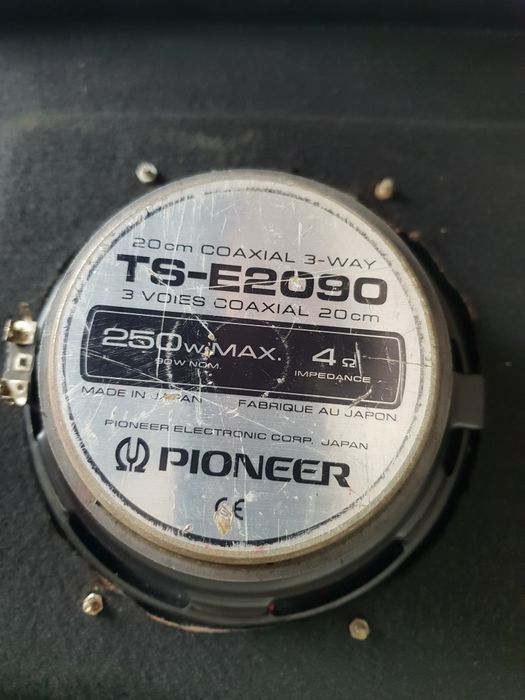 20cm COAXIAL 3-WAY
TS-E2090
3 VOIES COAXIAL 20cm
250W MAX. 4Ω
90W NOM. IMPEDANCE
MADE IN JAPAN FABRIQUE AU JAPON
PIONEER ELECTRONIC CORP. JAPAN
PIONEER
CE